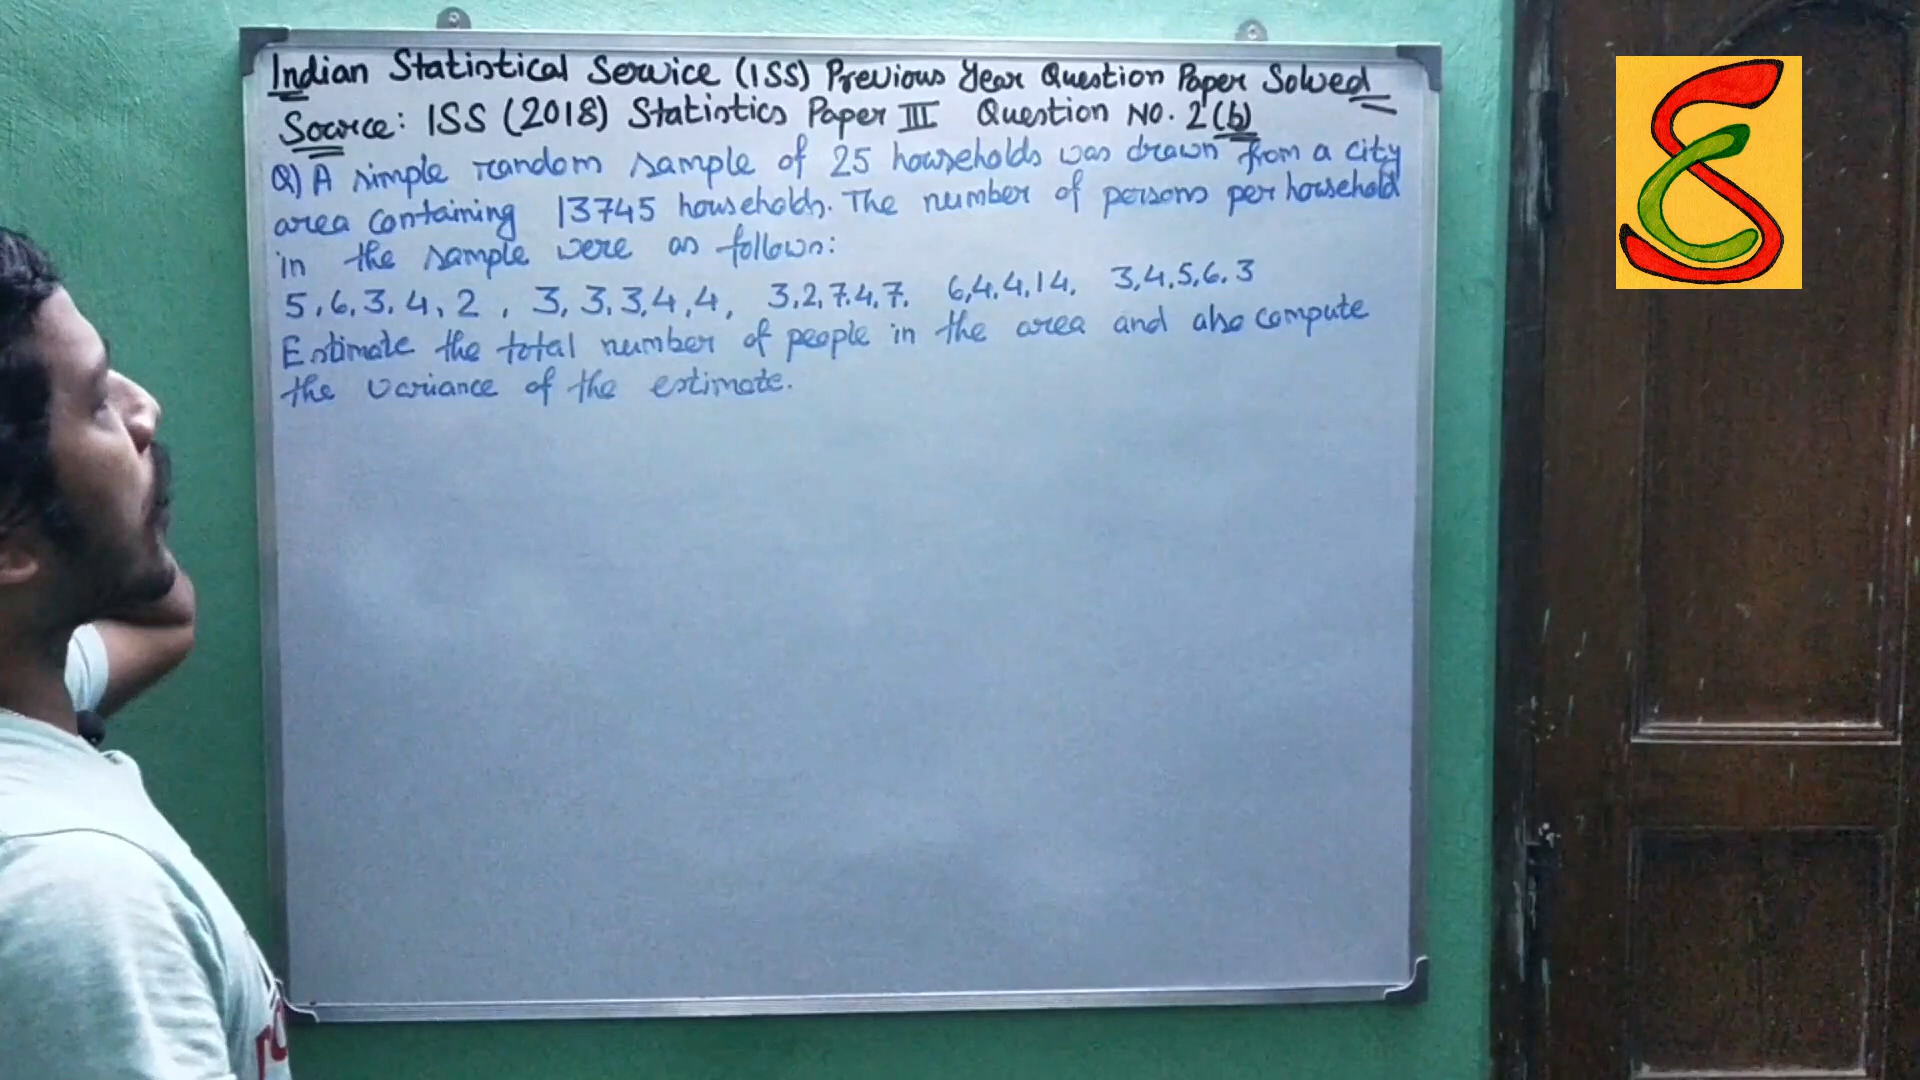 Indian Statistical Service (ISS) Previous Year Question Paper Solved
Source: ISS (2018) Statistics Paper III Question No. 2(b)
Q) A simple random sample of 25 households was drawn from a city
area containing 13745 households. The number of persons per household
in the sample were as follows:
5, 6, 3, 4, 2, 3, 3, 3, 4, 4, 3, 2, 7, 4, 7, 6, 4, 4, 14, 3, 4, 5, 6, 3
Estimate the total number of people in the area and also compute
the variance of the estimate.